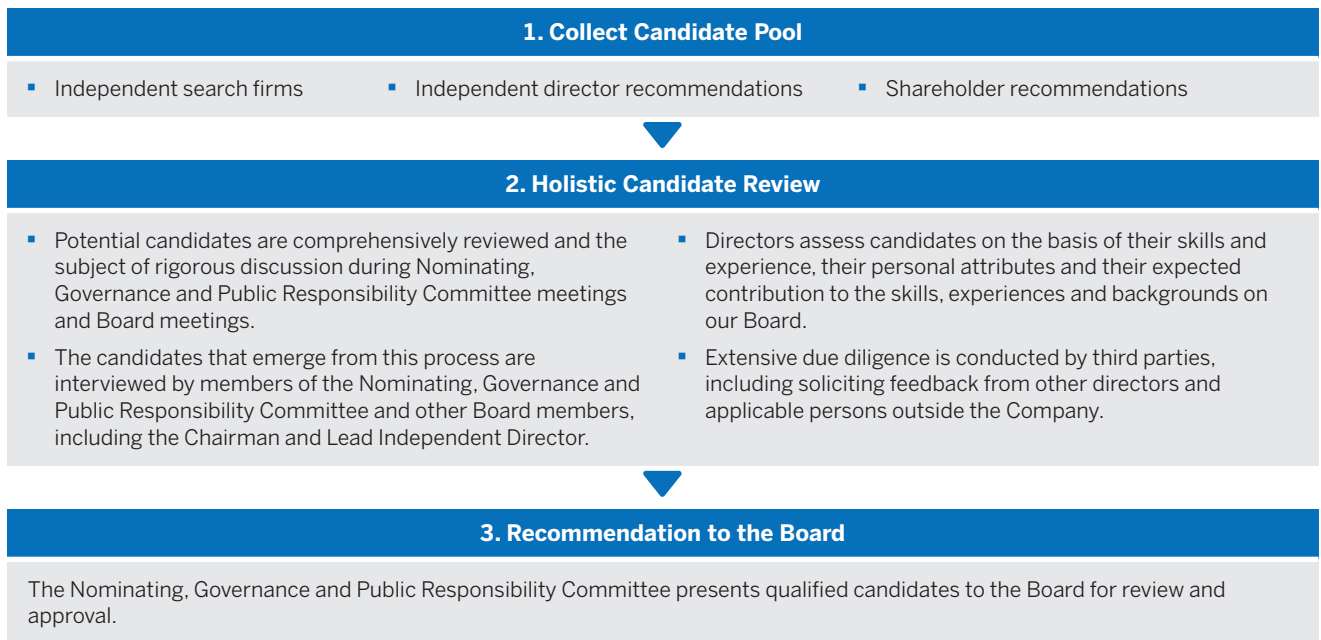 1. Collect Candidate Pool
▪ Independent search firms ▪ Independent director recommendations ▪ Shareholder recommendations
2. Holistic Candidate Review
▪ Potential candidates are comprehensively reviewed and the
subject of rigorous discussion during Nominating,
Governance and Public Responsibility Committee meetings
and Board meetings.
▪ The candidates that emerge from this process are
interviewed by members of the Nominating, Governance and
Public Responsibility Committee and other Board members,
including the Chairman and Lead Independent Director.
▪ Directors assess candidates on the basis of their skills and
experience, their personal attributes and their expected
contribution to the skills, experiences and backgrounds on
our Board.
▪ Extensive due diligence is conducted by third parties,
including soliciting feedback from other directors and
applicable persons outside the Company.
3. Recommendation to the Board
The Nominating, Governance and Public Responsibility Committee presents qualified candidates to the Board for review and
approval.